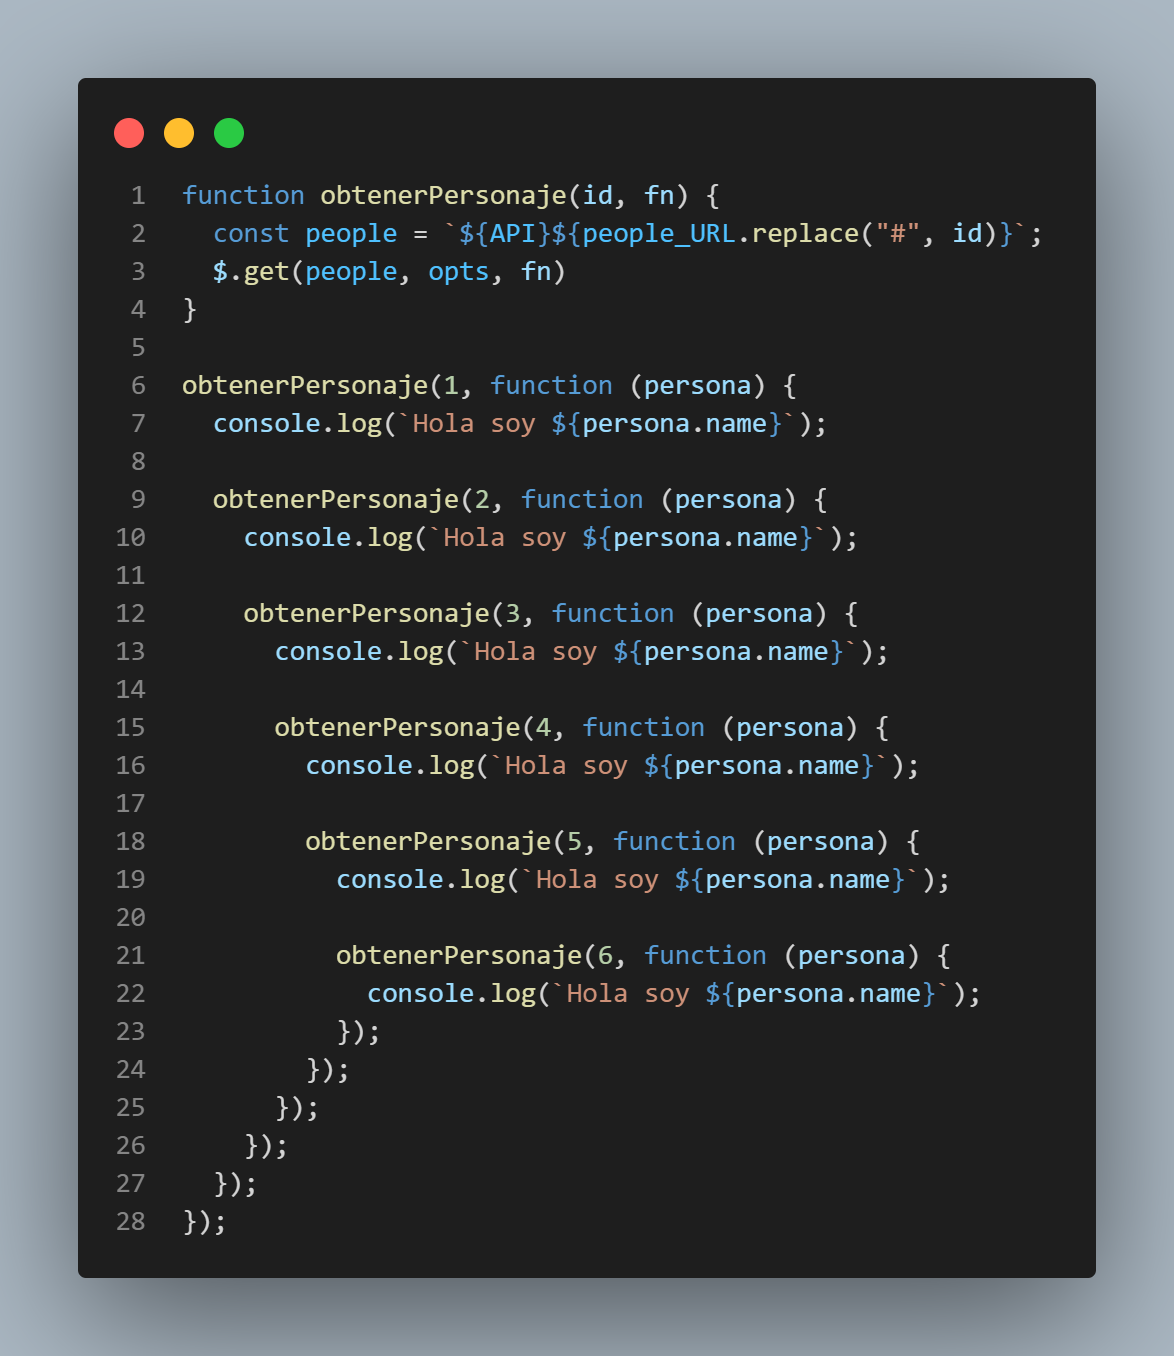 1 function obtenerPersonaje(id, fn) {
2   const people = `${API}${people_URL.replace("#", id)}`;
3   $.get(people, opts, fn)
4 }
5
6 obtenerPersonaje(1, function (persona) {
7   console.log(`Hola soy ${persona.name}`);
8
9   obtenerPersonaje(2, function (persona) {
10     console.log(`Hola soy ${persona.name}`);
11
12     obtenerPersonaje(3, function (persona) {
13       console.log(`Hola soy ${persona.name}`);
14
15       obtenerPersonaje(4, function (persona) {
16         console.log(`Hola soy ${persona.name}`);
17
18         obtenerPersonaje(5, function (persona) {
19           console.log(`Hola soy ${persona.name}`);
20
21           obtenerPersonaje(6, function (persona) {
22             console.log(`Hola soy ${persona.name}`);
23           });
24         });
25       });
26     });
27   });
28 });